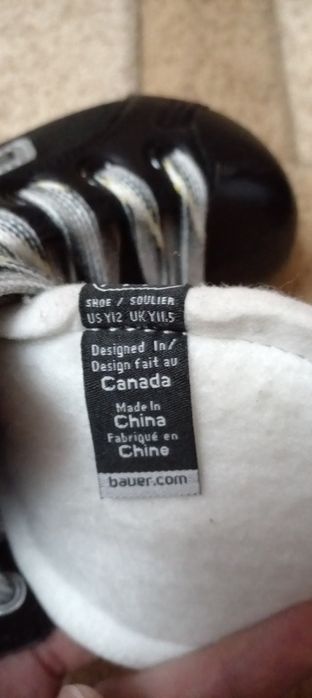 SHOE / SOULIER
US Y12 UK Y11.5
Designed In/
Design fait au
Canada
Made In
China
Fabriqué en
Chine
bauer.com